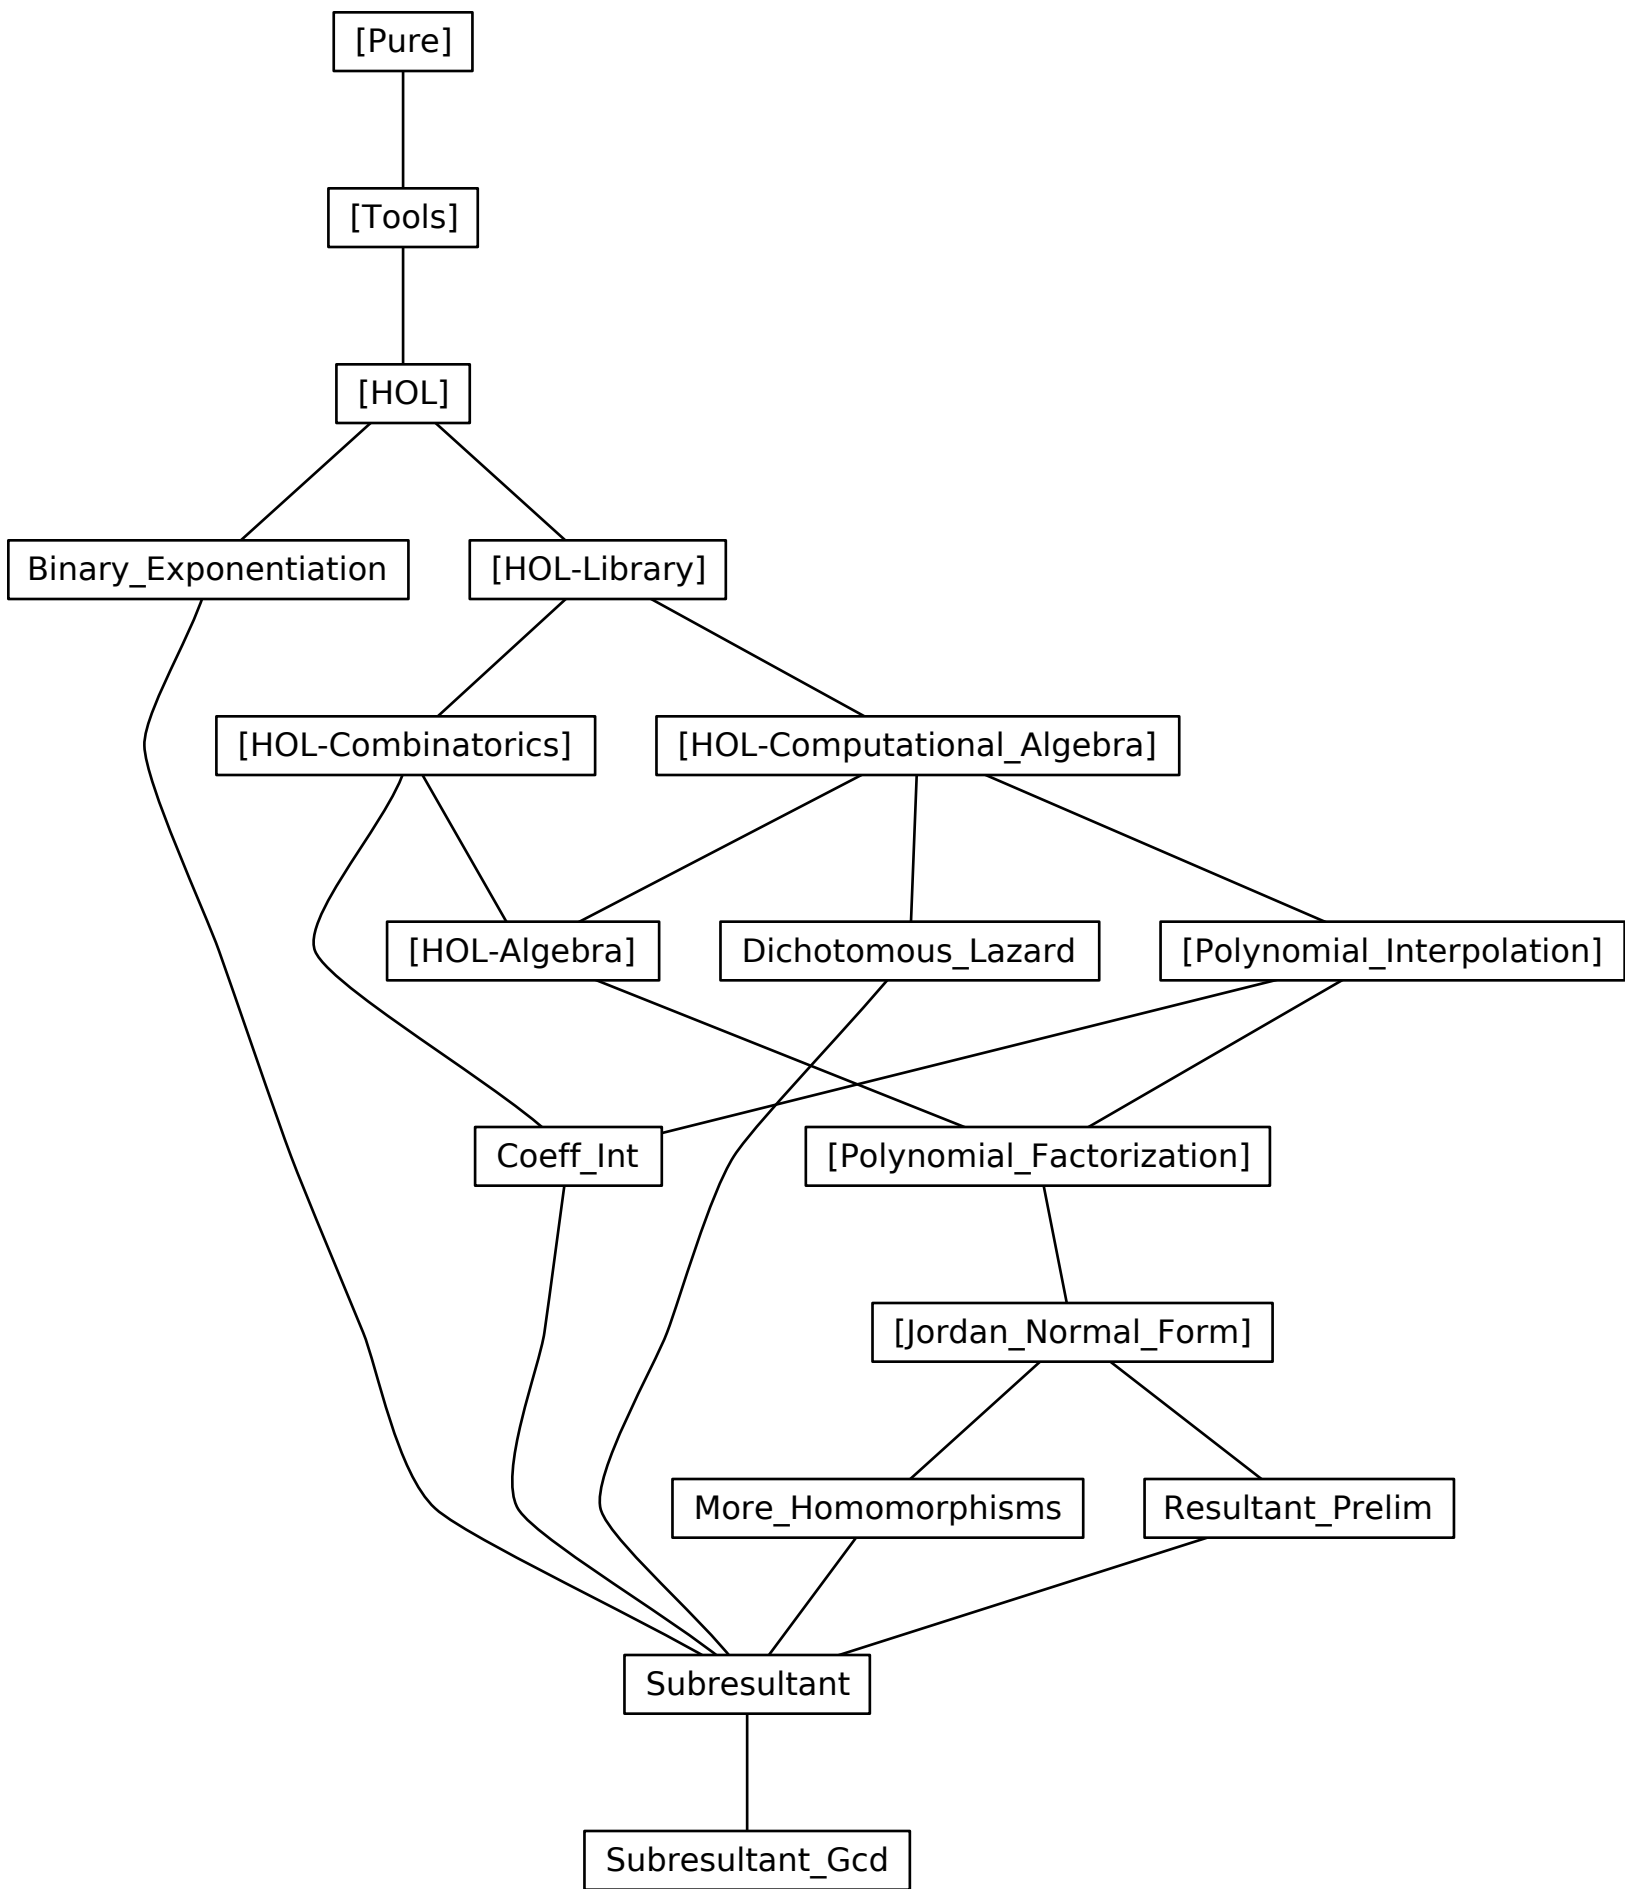 [Pure]
[Tools]
[HOL]
Binary_Exponentiation
[HOL-Library]
[HOL-Combinatorics]
[HOL-Computational_Algebra]
[HOL-Algebra]
Dichotomous_Lazard
[Polynomial_Interpolation]
Coeff_Int
[Polynomial_Factorization]
[Jordan_Normal_Form]
More_Homomorphisms
Resultant_Prelim
Subresultant
Subresultant_Gcd